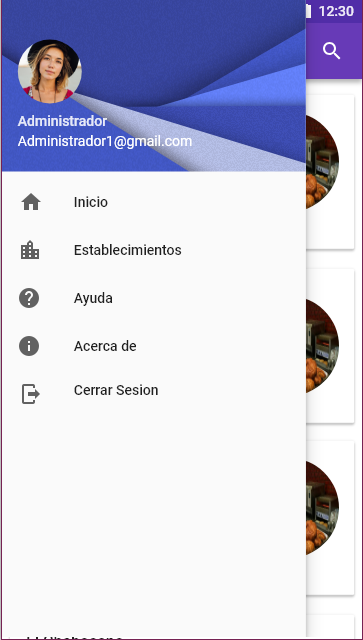 12:30
Administrador
Administrador1@gmail.com
Inicio
Establecimientos
Ayuda
Acerca de
Cerrar Sesion